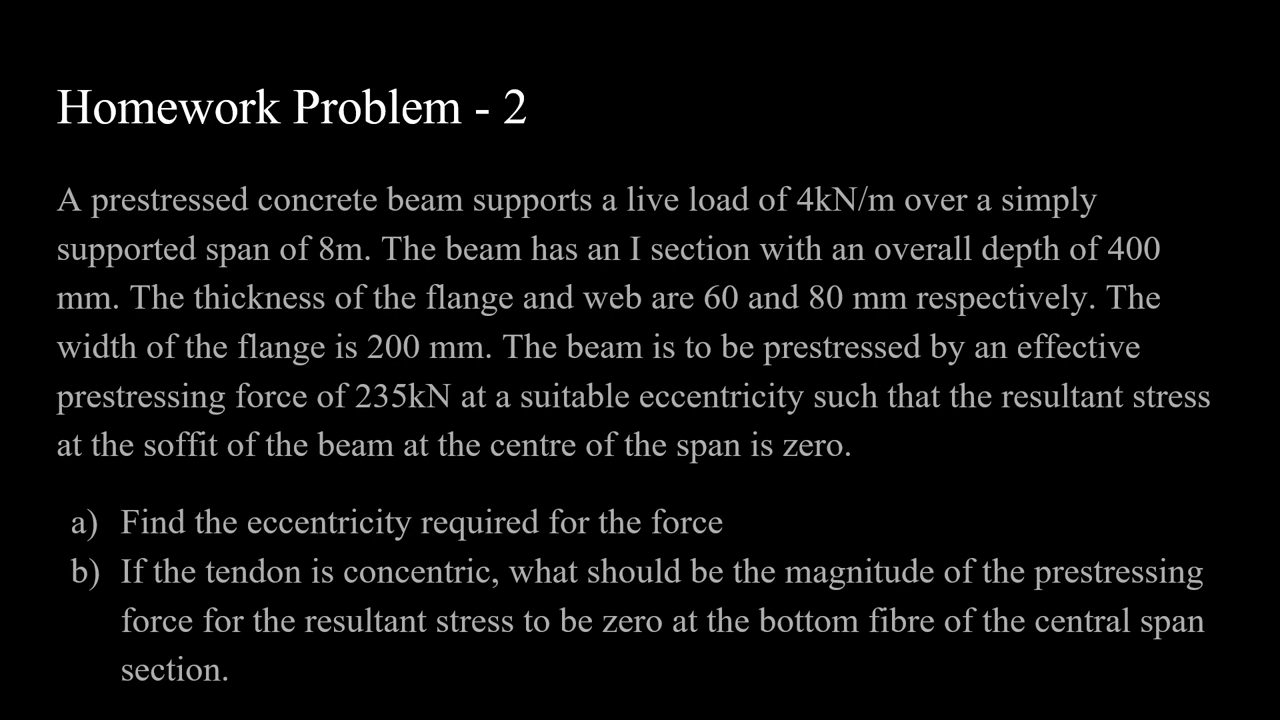 Homework Problem - 2
A prestressed concrete beam supports a live load of 4kN/m over a simply
supported span of 8m. The beam has an I section with an overall depth of 400
mm. The thickness of the flange and web are 60 and 80 mm respectively. The
width of the flange is 200 mm. The beam is to be prestressed by an effective
prestressing force of 235kN at a suitable eccentricity such that the resultant stress
at the soffit of the beam at the centre of the span is zero.
a) Find the eccentricity required for the force
b) If the tendon is concentric, what should be the magnitude of the prestressing
force for the resultant stress to be zero at the bottom fibre of the central span
section.